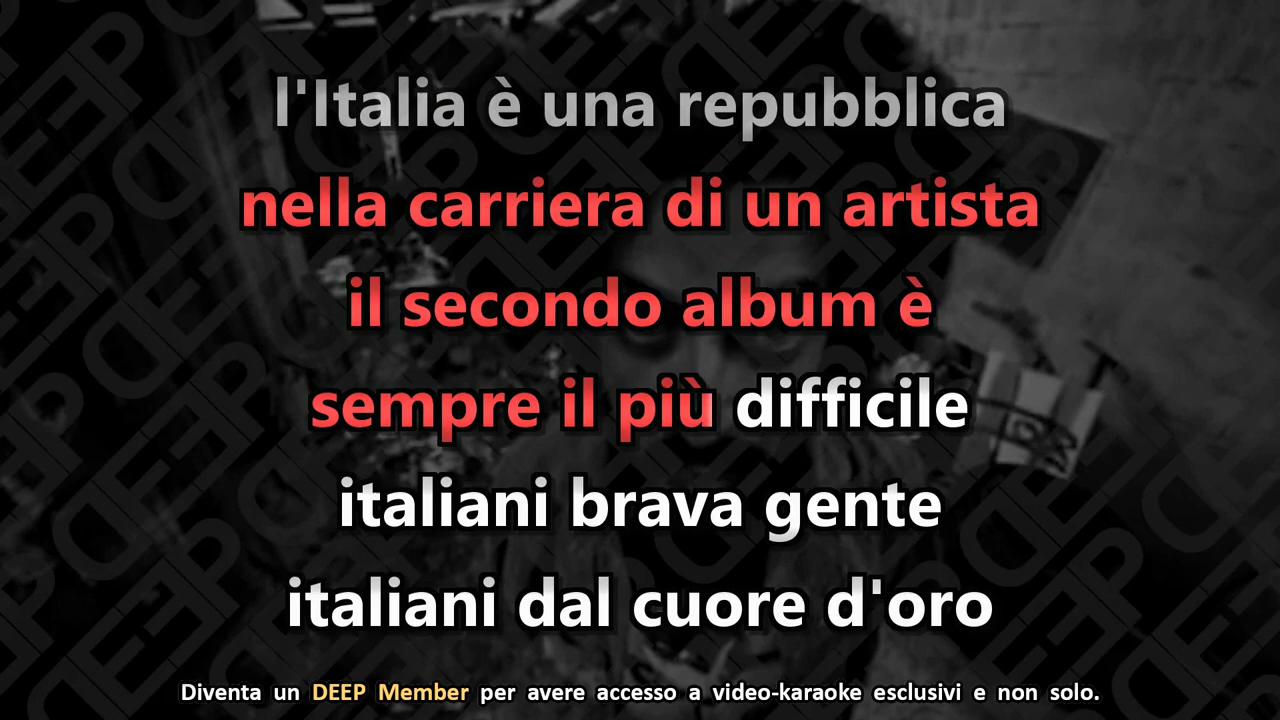 l'Italia è una repubblica
nella carriera di un artista
il secondo album è
sempre il più difficile
italiani brava gente
italiani dal cuore d'oro
Diventa un DEEP Member per avere accesso a video-karaoke esclusivi e non solo.